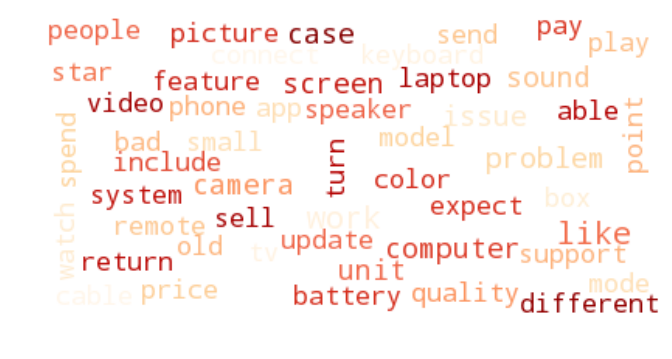 people picture case send pay play
connect keyboard
star feature screen laptop sound
video phone app speaker issue able
spend bad small turn model point
include problem
system camera color box
watch remote sell work expect like
old tv update computer support
return unit
cable price battery quality mode
different